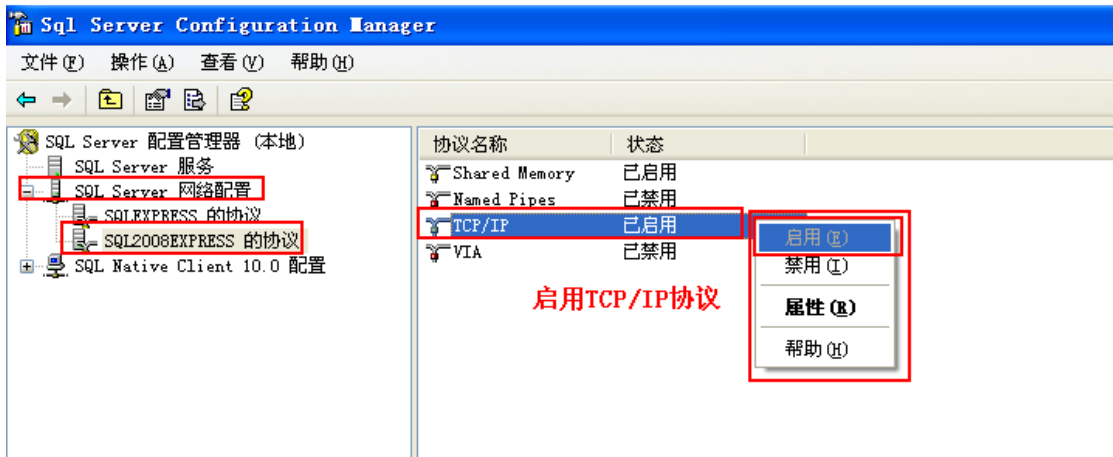 Sql Server Configuration Manager
文件(F) 操作(A) 查看(V) 帮助(H)
SQL Server 配置管理器 (本地)
SQL Server 服务
SQL Server 网络配置
SQLEXPRESS 的协议
SQL2008EXPRESS 的协议
SQL Native Client 10.0 配置
协议名称 状态
Shared Memory 已启用
Named Pipes 已禁用
TCP/IP 已启用
VIA 已禁用
启用(E)
禁用(I)
属性(R)
帮助(H)
启用TCP/IP协议